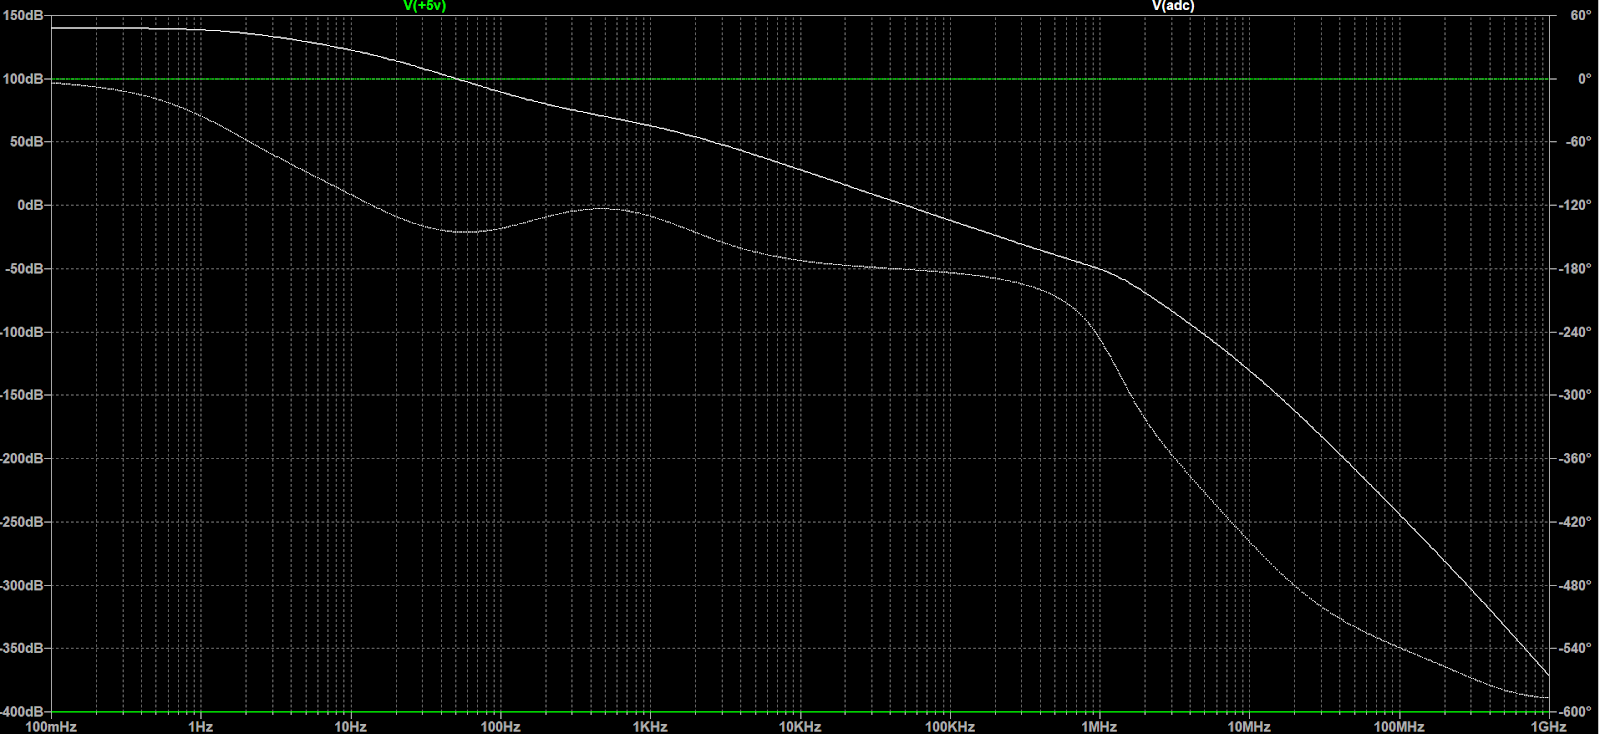 V(+5v) V(adc)
150dB 60°
100dB 0°
50dB -60°
0dB -120°
-50dB -180°
-100dB -240°
-150dB -300°
-200dB -360°
-250dB -420°
-300dB -480°
-350dB -540°
-400dB -600°
100mHz 1Hz 10Hz 100Hz 1KHz 10KHz 100KHz 1MHz 10MHz 100MHz 1GHz